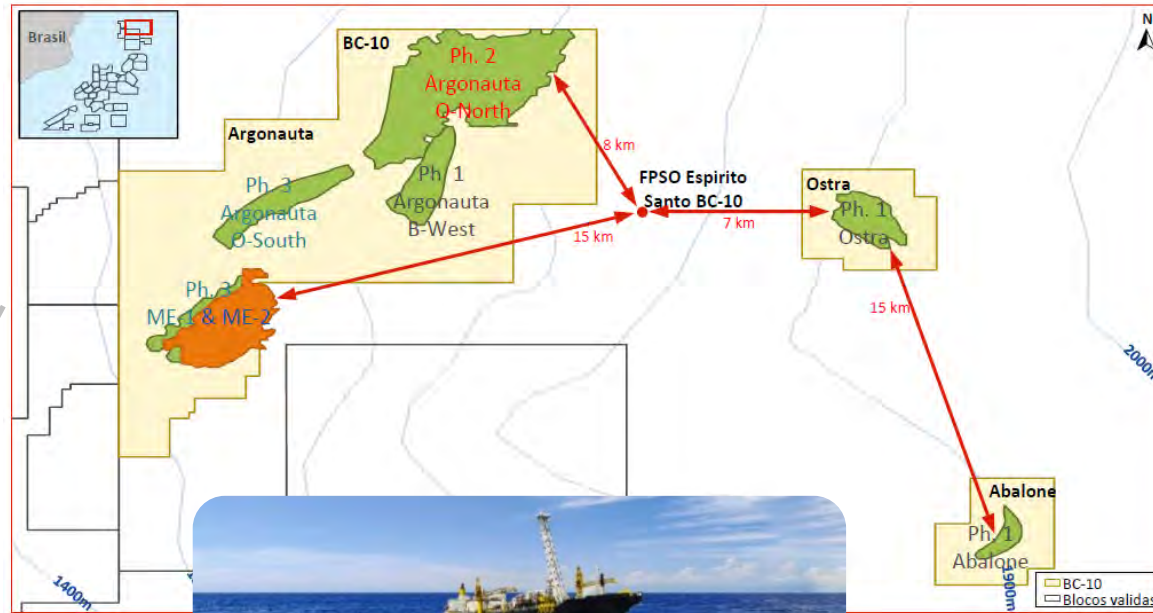 Brasil
N
BC-10
Ph. 2
Argonauta
O-North
Argonauta
8 km
Ph. 1
Argonauta
B-West
Ph. 3
Argonauta
O-South
FPSO Espirito
Santo BC-10
Ostra
Ph. 1
Ostra
7 km
15 km
Ph. 3
ME-1 & ME-2
15 km
2000m
Abalone
Ph. 1
Abalone
1400m
1900m
BC-10
Blocos validas